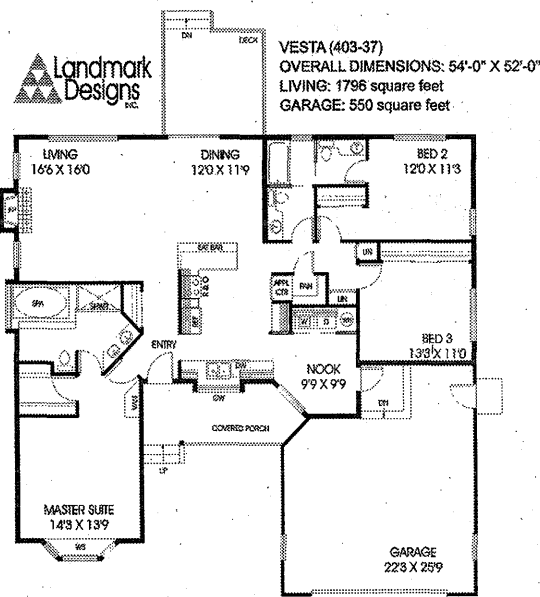 DN
DECK
Landmark
Designs
INC.
VESTA (403-37)
OVERALL DIMENSIONS: 54'-0" X 52'-0"
LIVING: 1796 square feet
GARAGE: 550 square feet
LIVING
16'6 X 16'0
DINING
12'0 X 11'9
BED 2
12'0 X 11'3
EAT BAR
LIN
APPL
CTR
PAN
LIN
SPA
SHWR
REF
W
D
WH
BED 3
13'3 X 11'0
ENTRY
DW
NOOK
9'9 X 9'9
GW
DN
COVERED PORCH
UP
MASTER SUITE
14'3 X 13'9
WS
GARAGE
22'3 X 25'9